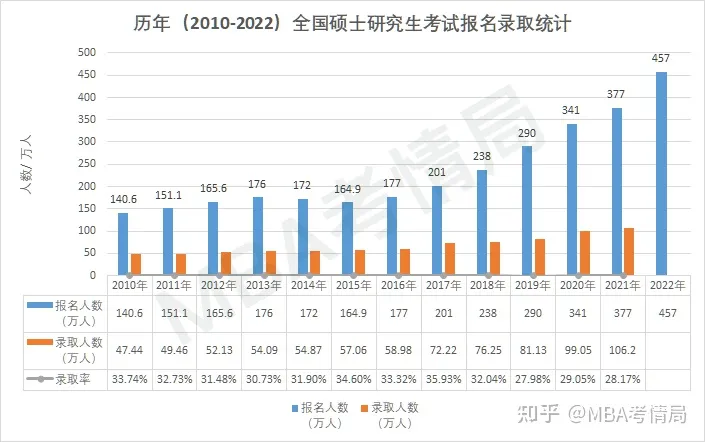 历年（2010-2022）全国硕士研究生考试报名录取统计
人数/万人
500
450
400
350
300
250
200
150
100
50
0
140.6 151.1 165.6 176 172 164.9 177 201 238 290 341 377 457
2010年 2011年 2012年 2013年 2014年 2015年 2016年 2017年 2018年 2019年 2020年 2021年 2022年
报名人数（万人） 140.6 151.1 165.6 176 172 164.9 177 201 238 290 341 377 457
录取人数（万人） 47.44 49.46 52.13 54.09 54.87 57.06 58.98 72.22 76.25 81.13 99.05 106.2
录取率 33.74% 32.73% 31.48% 30.73% 31.90% 34.60% 33.32% 35.93% 32.04% 27.98% 29.05% 28.17%
报名人数（万人） 录取人数（万人）
MBA考情局
知乎 @MBA考情局